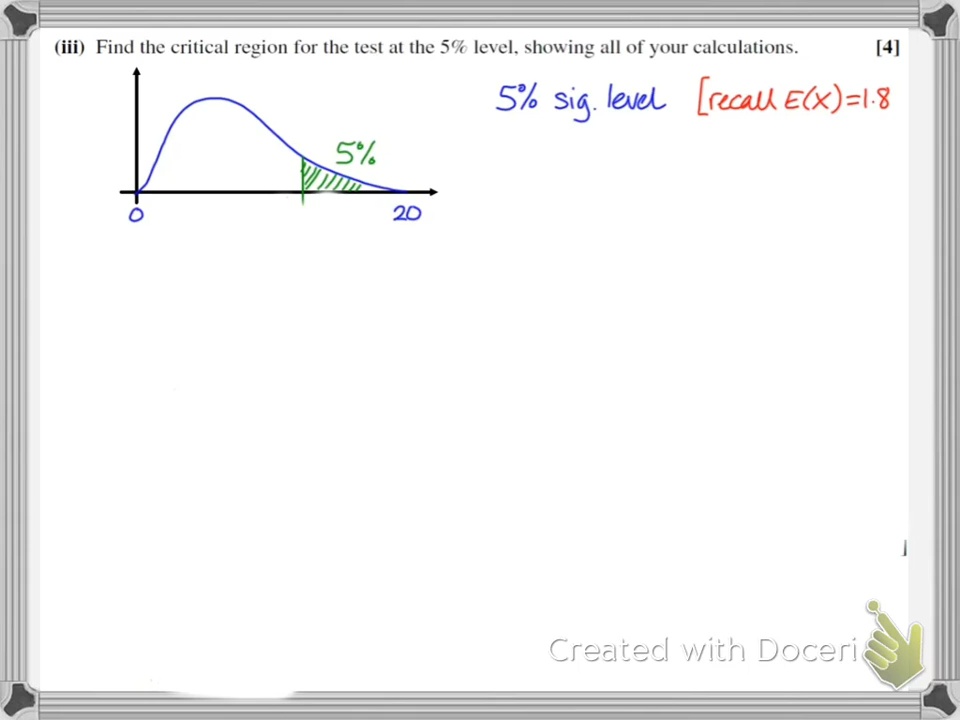 (iii) Find the critical region for the test at the 5% level, showing all of your calculations. [4]
5% sig. level [recall E(X)=1.8
5%
0 20
Created with Doceri